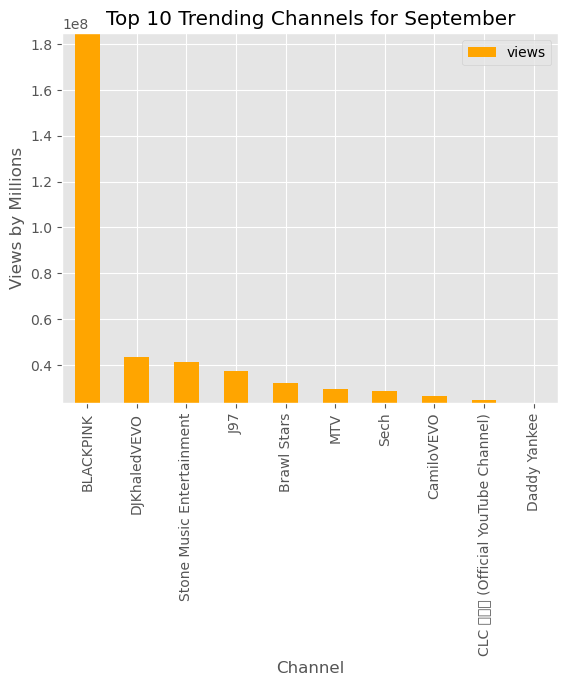 Top 10 Trending Channels for September
1e8
views
1.8
1.6
1.4
1.2
1.0
0.8
0.6
0.4
Views by Millions
BLACKPINK
DJKhaledVEVO
Stone Music Entertainment
J97
Brawl Stars
MTV
Sech
CamiloVEVO
CLC (Official YouTube Channel)
Daddy Yankee
Channel